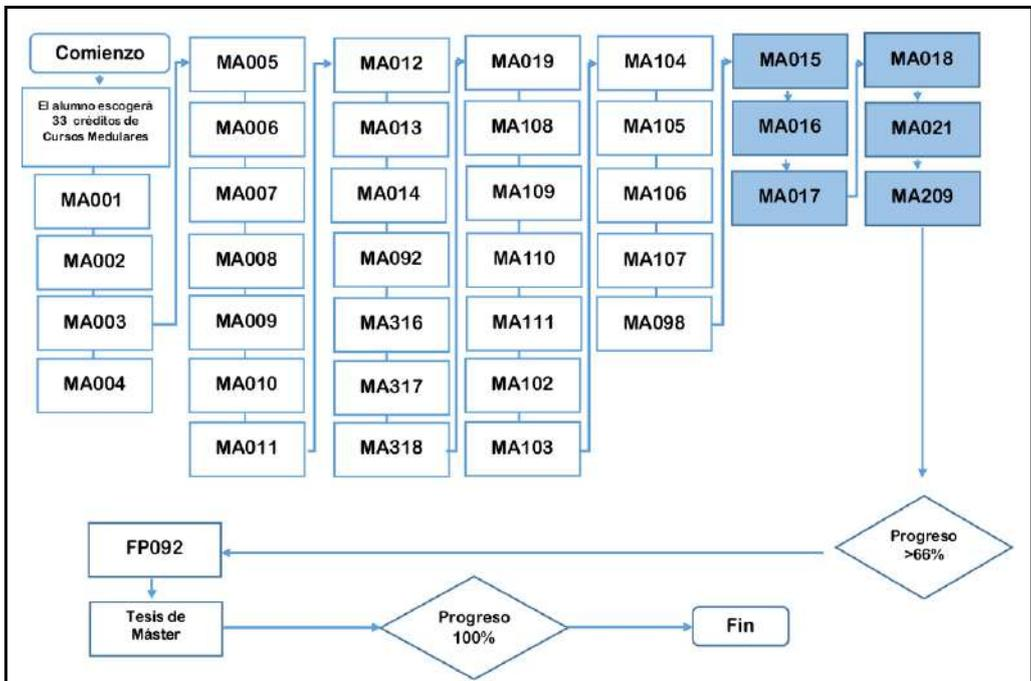 Comienzo
El alumno escogerá
33 créditos de
Cursos Medulares
MA001
MA002
MA003
MA004
MA005
MA006
MA007
MA008
MA009
MA010
MA011
MA012
MA013
MA014
MA092
MA316
MA317
MA318
MA019
MA108
MA109
MA110
MA111
MA102
MA103
MA104
MA105
MA106
MA107
MA098
MA015
MA016
MA017
MA018
MA021
MA209
Progreso
>66%
FP092
Tesis de
Máster
Progreso
100%
Fin